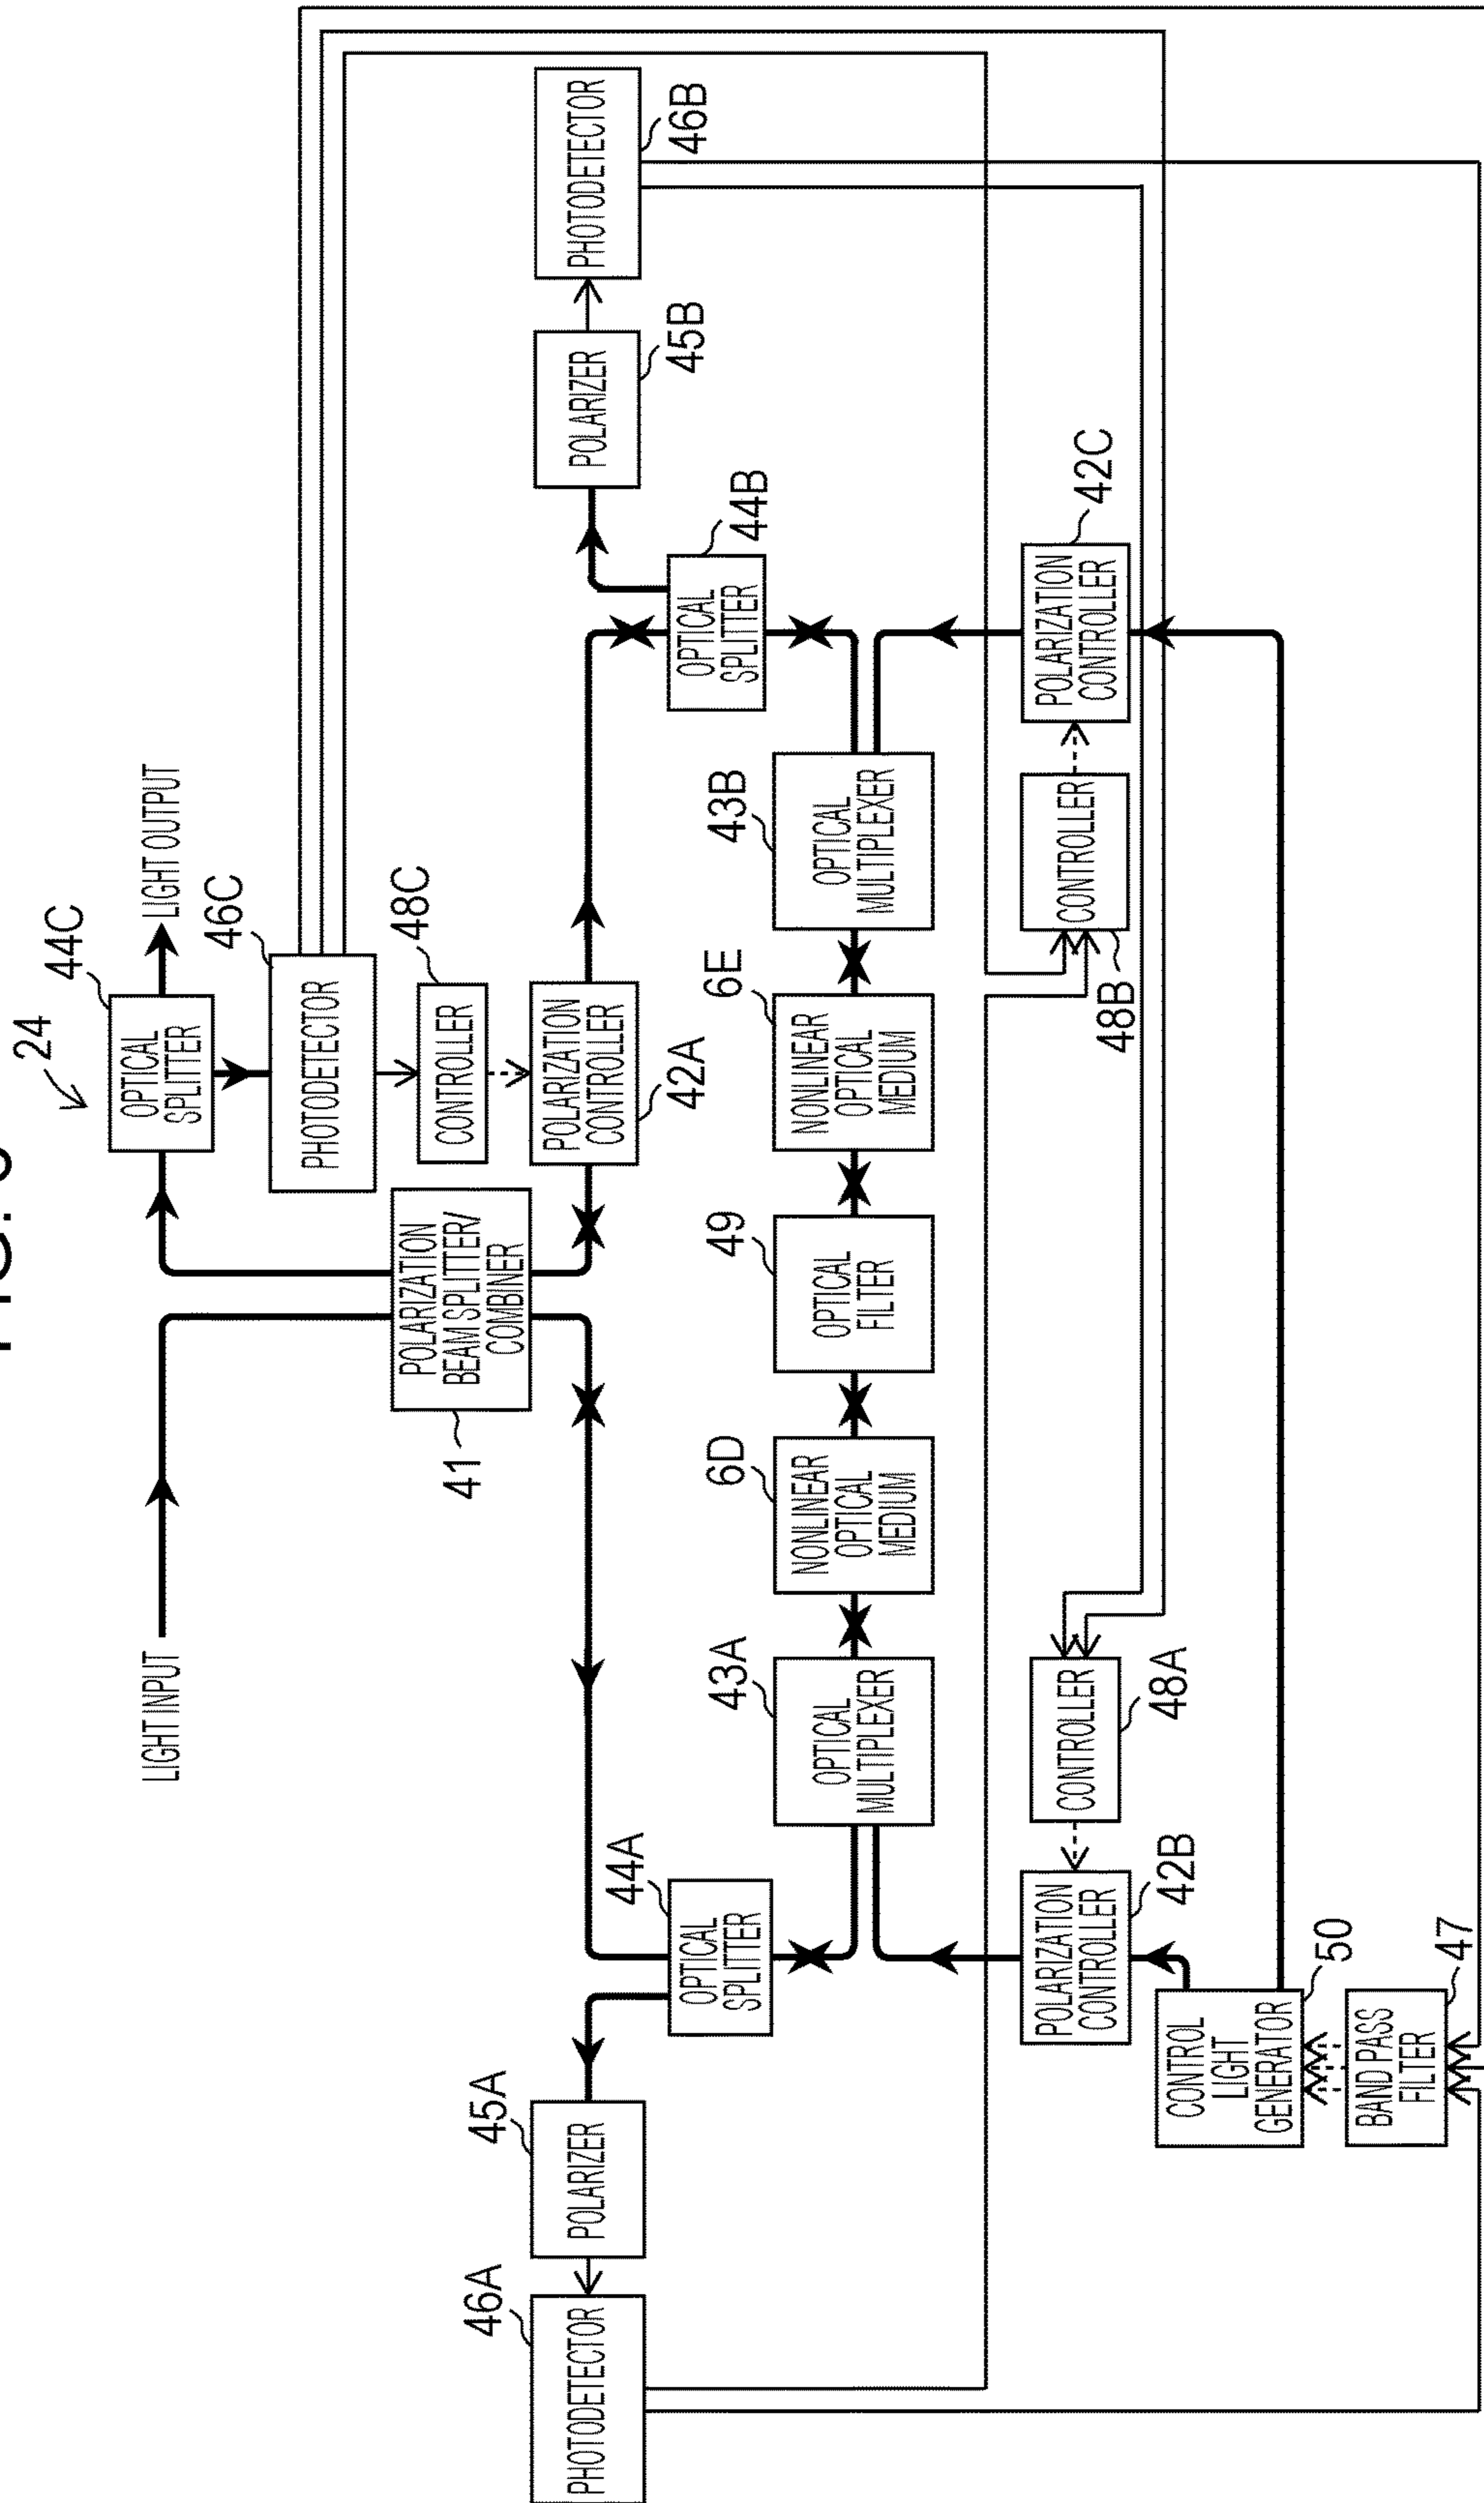 24
44C
OPTICAL
SPLITTER
LIGHT OUTPUT
LIGHT INPUT
46C
PHOTODETECTOR
48C
CONTROLLER
POLARIZATION
BEAM SPLITTER/
COMBINER
41
POLARIZATION
CONTROLLER
42A
46A
PHOTODETECTOR
45A
POLARIZER
45B
POLARIZER
46B
PHOTODETECTOR
44A
OPTICAL
SPLITTER
44B
OPTICAL
SPLITTER
43A
OPTICAL
MULTIPLEXER
6D
NONLINEAR
OPTICAL
MEDIUM
49
OPTICAL
FILTER
6E
NONLINEAR
OPTICAL
MEDIUM
43B
OPTICAL
MULTIPLEXER
POLARIZATION
CONTROLLER
42B
CONTROLLER
48A
CONTROLLER
48B
POLARIZATION
CONTROLLER
42C
CONTROL
LIGHT
GENERATOR
50
BAND PASS
FILTER
47